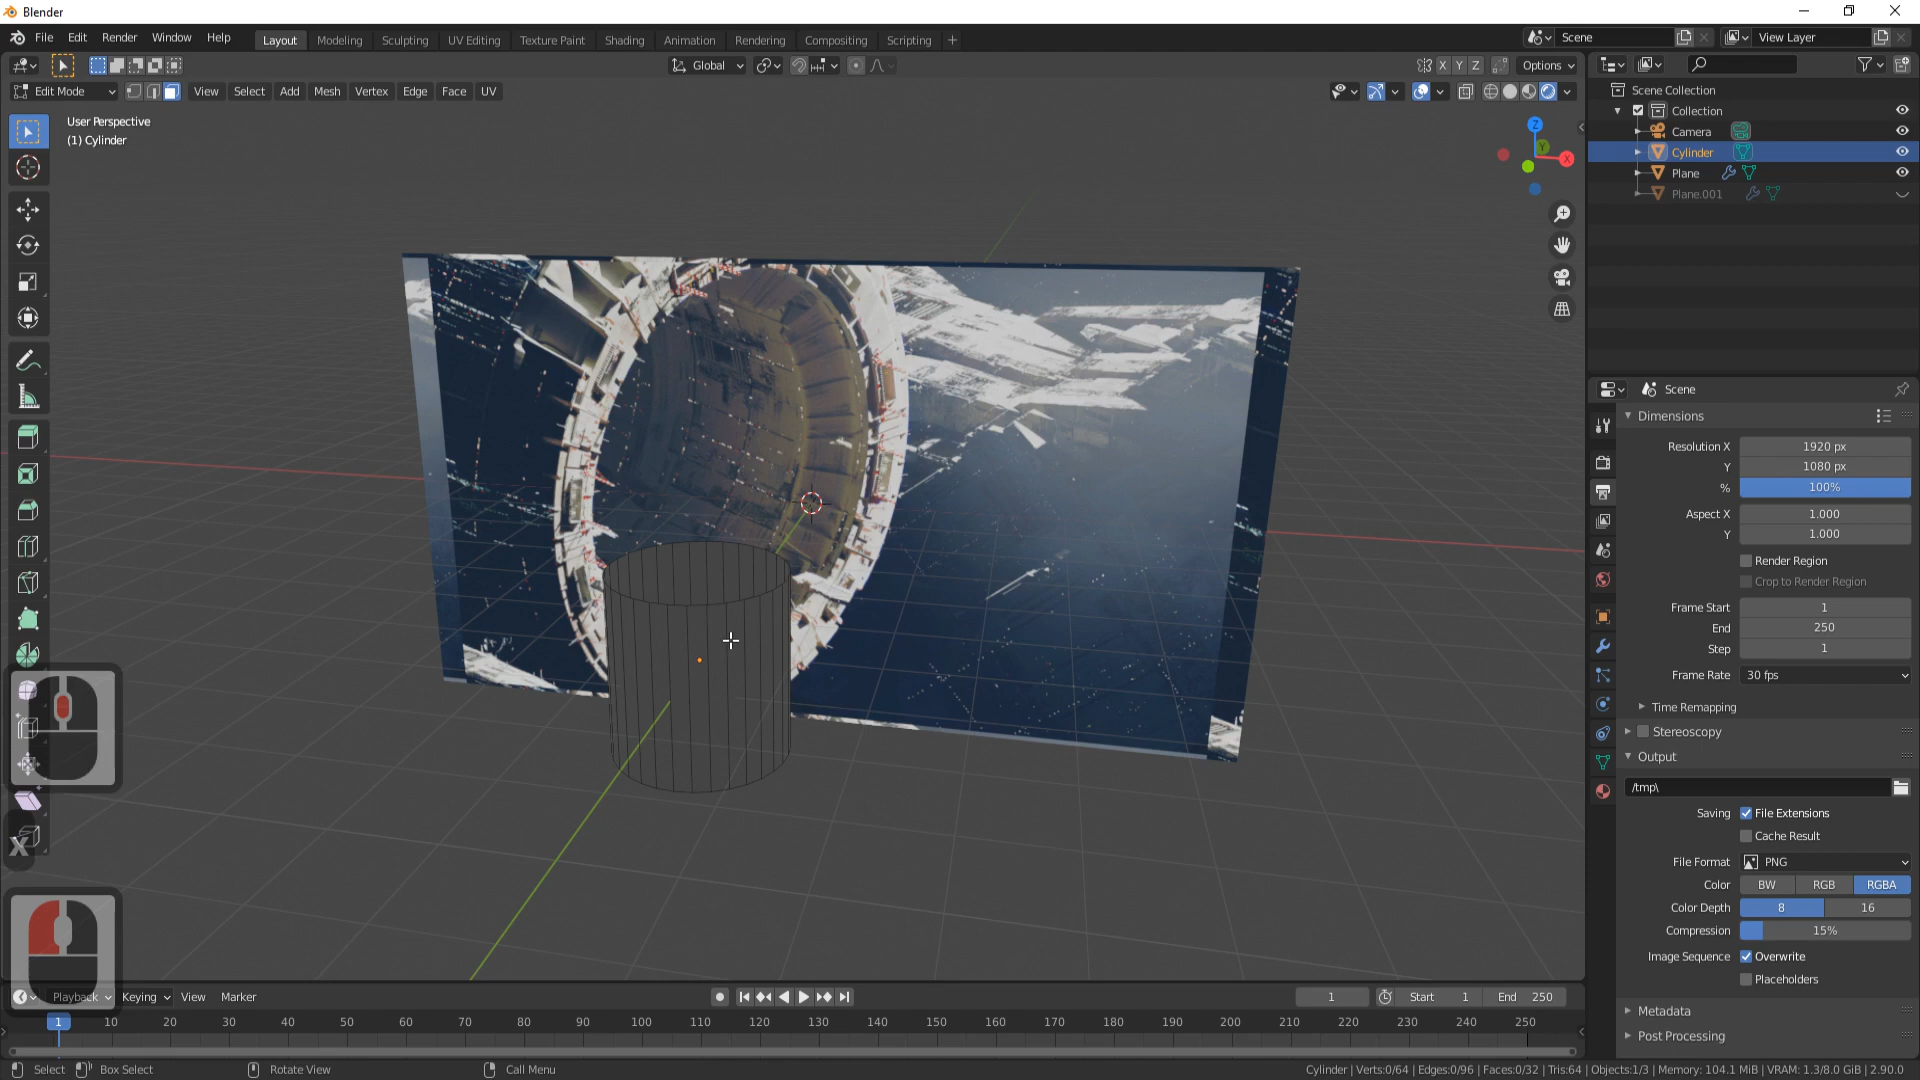 Blender
File Edit Render Window Help
Layout Modeling Sculpting UV Editing Texture Paint Shading Animation Rendering Compositing Scripting +
Scene
View Layer
Global
X Y Z
Options
Edit Mode
View Select Add Mesh Vertex Edge Face UV
User Perspective
(1) Cylinder
Z
Y
X
Scene Collection
Collection
Camera
Cylinder
Plane
Plane.001
Scene
Dimensions
Resolution X 1920 px
Y 1080 px
% 100%
Aspect X 1.000
Y 1.000
Render Region
Crop to Render Region
Frame Start 1
End 250
Step 1
Frame Rate 30 fps
Time Remapping
Stereoscopy
Output
/tmp\
Saving File Extensions
Cache Result
File Format PNG
Color BW RGB RGBA
Color Depth 8 16
Compression 15%
Image Sequence Overwrite
Placeholders
Metadata
Post Processing
X
Playback Keying View Marker
1
Start 1
End 250
1 10 20 30 40 50 60 70 80 90 100 110 120 130 140 150 160 170 180 190 200 210 220 230 240 250
Select Box Select Rotate View Call Menu
Cylinder | Verts:0/64 | Edges:0/96 | Faces:0/32 | Tris:64 | Objects:1/3 | Memory: 104.1 MiB | VRAM: 1.3/8.0 GiB | 2.90.0